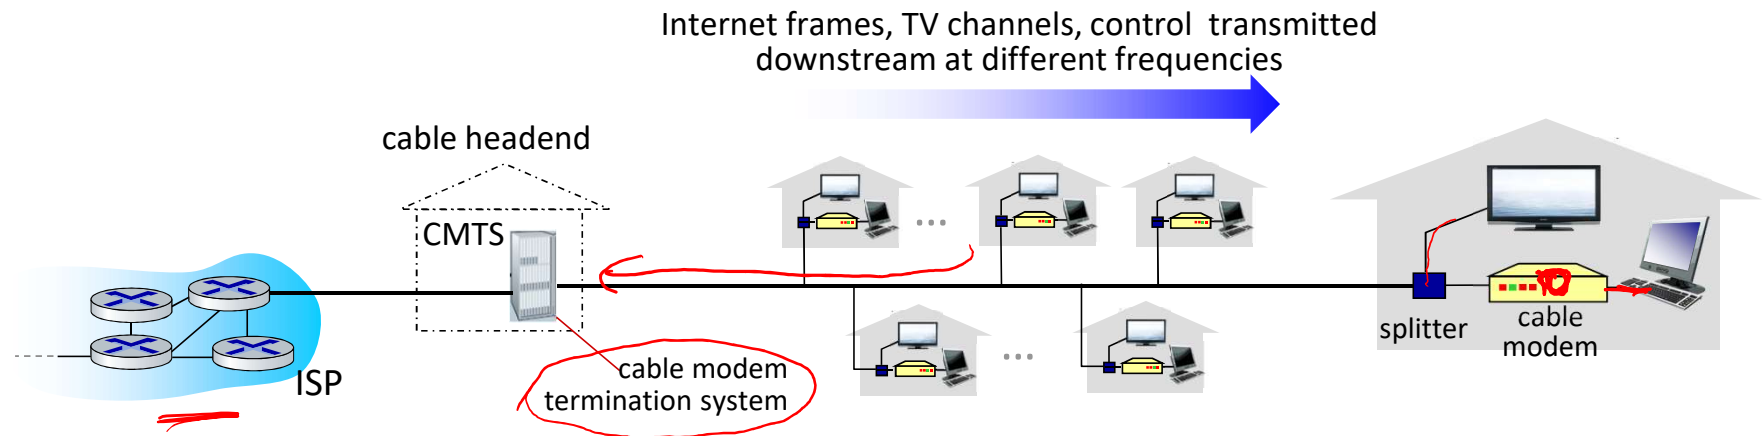 Internet frames, TV channels, control transmitted
downstream at different frequencies
cable headend
CMTS
ISP
cable modem
termination system
splitter
cable
modem